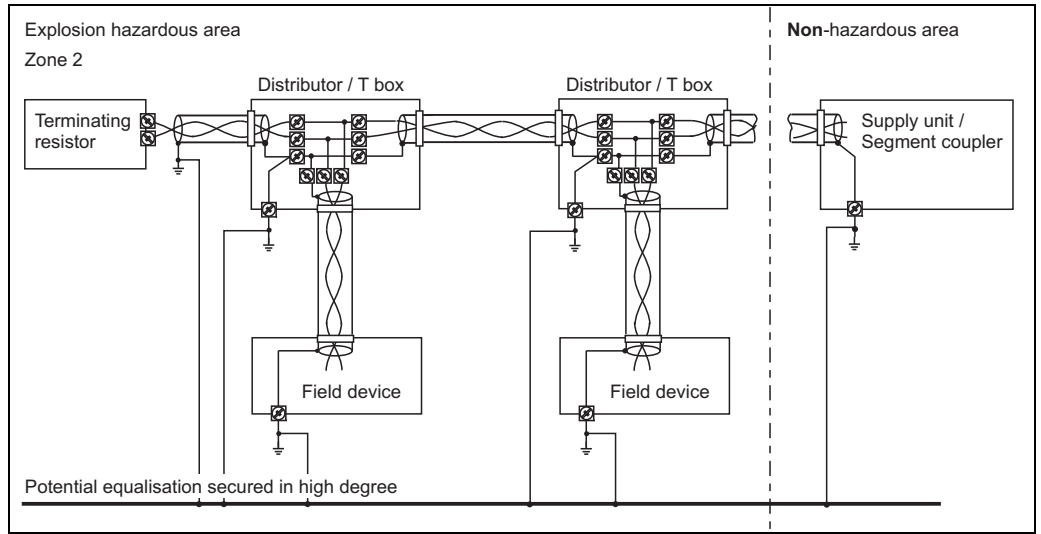 Explosion hazardous area
Zone 2
Non-hazardous area
Distributor / T box
Distributor / T box
Terminating
resistor
Supply unit /
Segment coupler
Field device
Field device
Potential equalisation secured in high degree